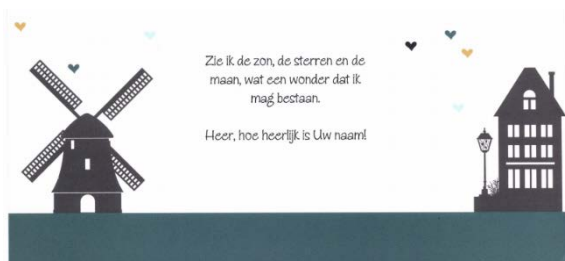 Zie ik de zon, de sterren en de
maan, wat een wonder dat ik
mag bestaan.
Heer, hoe heerlijk is Uw naam!